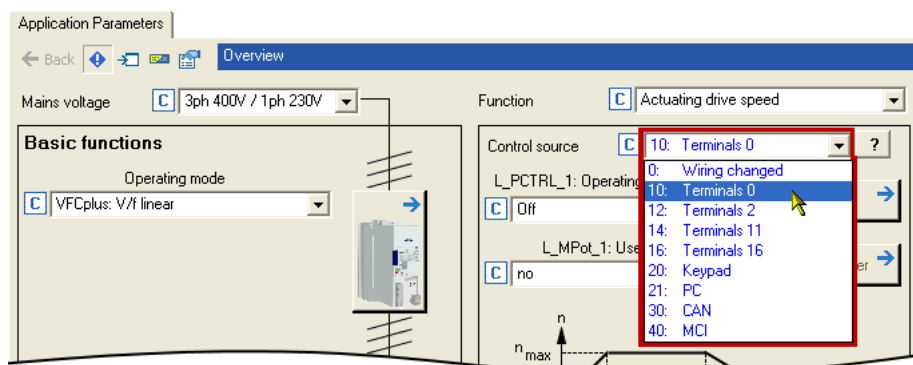 Application Parameters
Back
Overview
Mains voltage
C
3ph 400V / 1ph 230V
Function
C
Actuating drive speed
Basic functions
Operating mode
C
VFCplus: V/f linear
Control source
C
10: Terminals 0
?
L_PCTRL_1: Operating
C
Off
L_MPot_1: Use
C
no
0: Wiring changed
10: Terminals 0
12: Terminals 2
14: Terminals 11
16: Terminals 16
20: Keypad
21: PC
30: CAN
40: MCI
er
n
n max